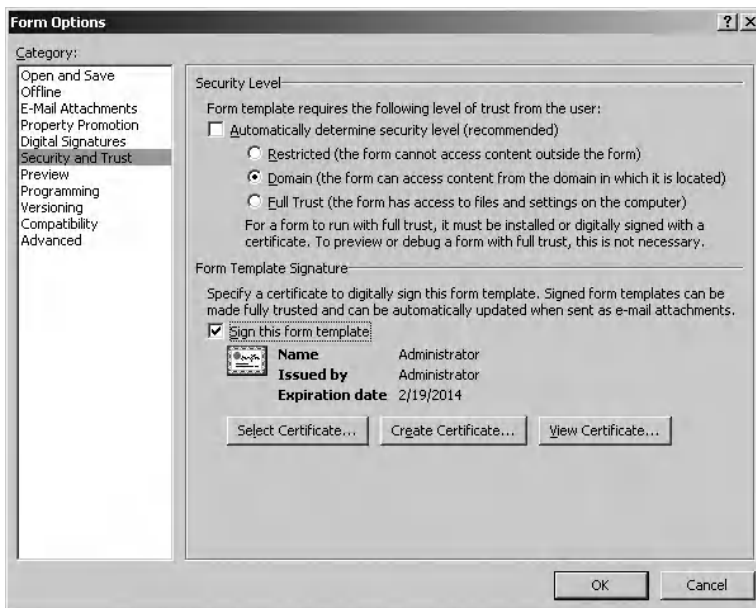 Form Options
Category:
Open and Save
Offline
E-Mail Attachments
Property Promotion
Digital Signatures
Security and Trust
Preview
Programming
Versioning
Compatibility
Advanced
Security Level
Form template requires the following level of trust from the user:
Automatically determine security level (recommended)
Restricted (the form cannot access content outside the form)
Domain (the form can access content from the domain in which it is located)
Full Trust (the form has access to files and settings on the computer)
For a form to run with full trust, it must be installed or digitally signed with a
certificate. To preview or debug a form with full trust, this is not necessary.
Form Template Signature
Specify a certificate to digitally sign this form template. Signed form templates can be
made fully trusted and can be automatically updated when sent as e-mail attachments.
Sign this form template
Name Administrator
Issued by Administrator
Expiration date 2/19/2014
Select Certificate... Create Certificate... View Certificate...
OK Cancel